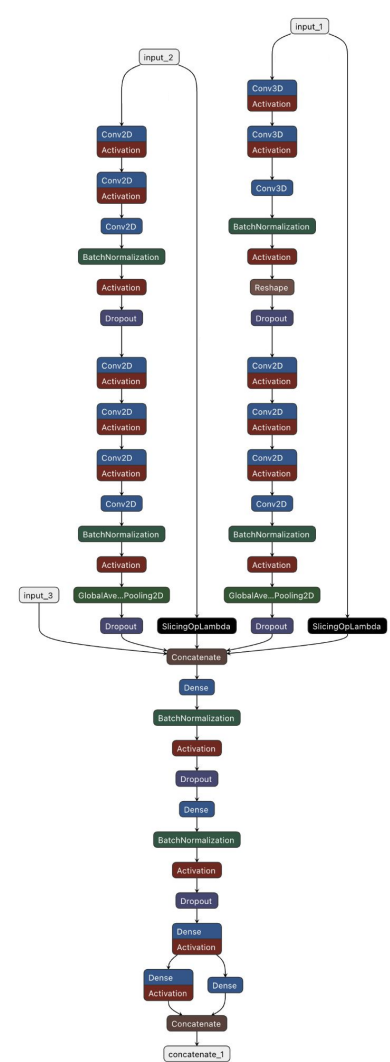 input_1
input_2
Conv3D
Activation
Conv2D
Activation
Conv3D
Activation
Conv2D
Activation
Conv3D
Conv2D
BatchNormalization
BatchNormalization
Activation
Activation
Reshape
Dropout
Dropout
Conv2D
Activation
Conv2D
Activation
Conv2D
Activation
Conv2D
Activation
Conv2D
Activation
Conv2D
Activation
Conv2D
Conv2D
BatchNormalization
BatchNormalization
Activation
Activation
input_3
GlobalAve...Pooling2D
GlobalAve...Pooling2D
Dropout
SlicingOpLambda
Dropout
SlicingOpLambda
Concatenate
Dense
BatchNormalization
Activation
Dropout
Dense
BatchNormalization
Activation
Dropout
Dense
Activation
Dense
Activation
Dense
Concatenate
concatenate_1